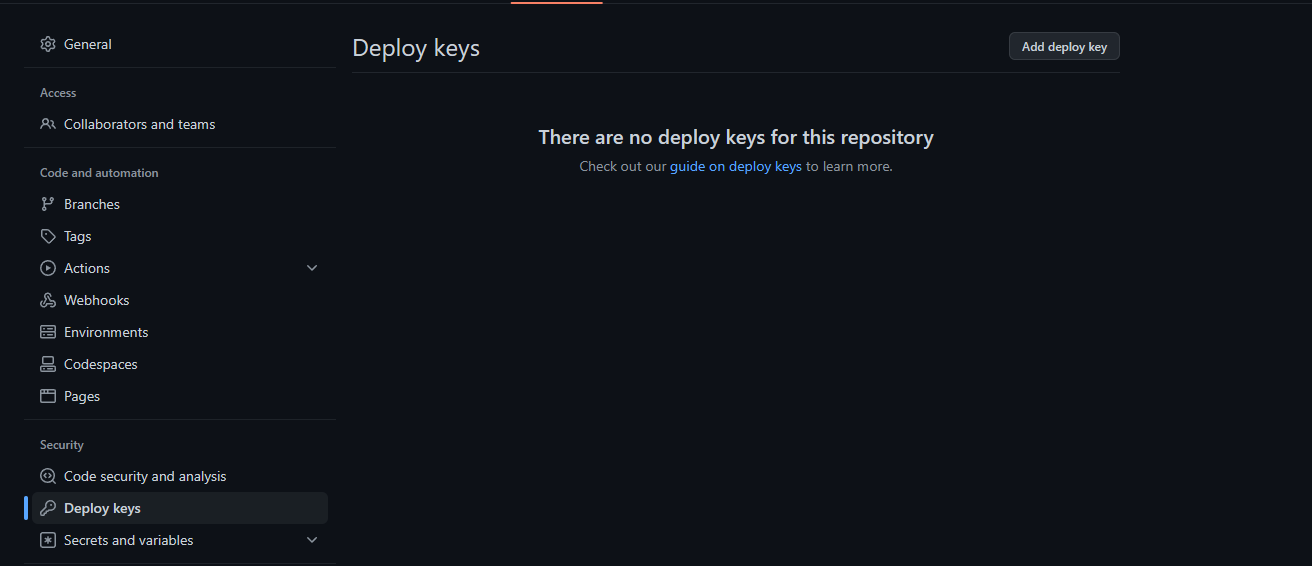 General
Access
Collaborators and teams
Code and automation
Branches
Tags
Actions
Webhooks
Environments
Codespaces
Pages
Security
Code security and analysis
Deploy keys
Secrets and variables
Deploy keys
Add deploy key
There are no deploy keys for this repository
Check out our guide on deploy keys to learn more.